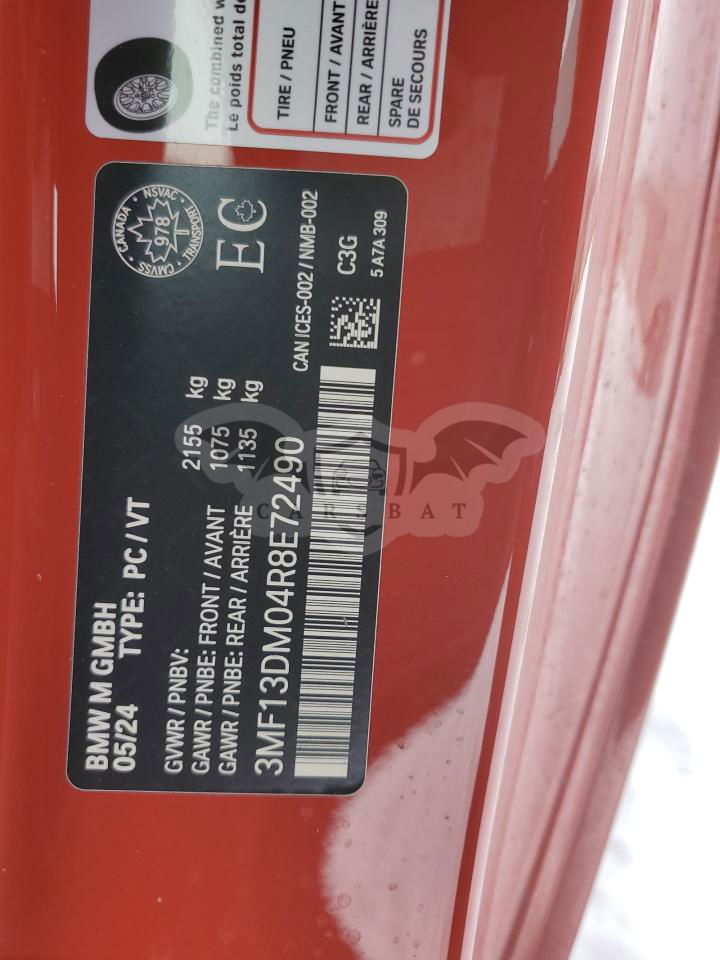 The combined w
Le poids total de
TIRE / PNEU
FRONT / AVANT
REAR / ARRIÈRE
SPARE
DE SECOURS
BMW M GMBH
05/24 TYPE: PC / VT
GVWR / PNBV: 2155 kg
GAWR / PNBE: FRONT / AVANT 1075 kg
GAWR / PNBE: REAR / ARRIÈRE 1135 kg
3MF13DM04R8E72490
CANADA · NSVAC · TRANSPORT · CMVSS
978
T
EC
CAN ICES-002 / NMB-002
C3G
5 A7A 309
CARSBAT